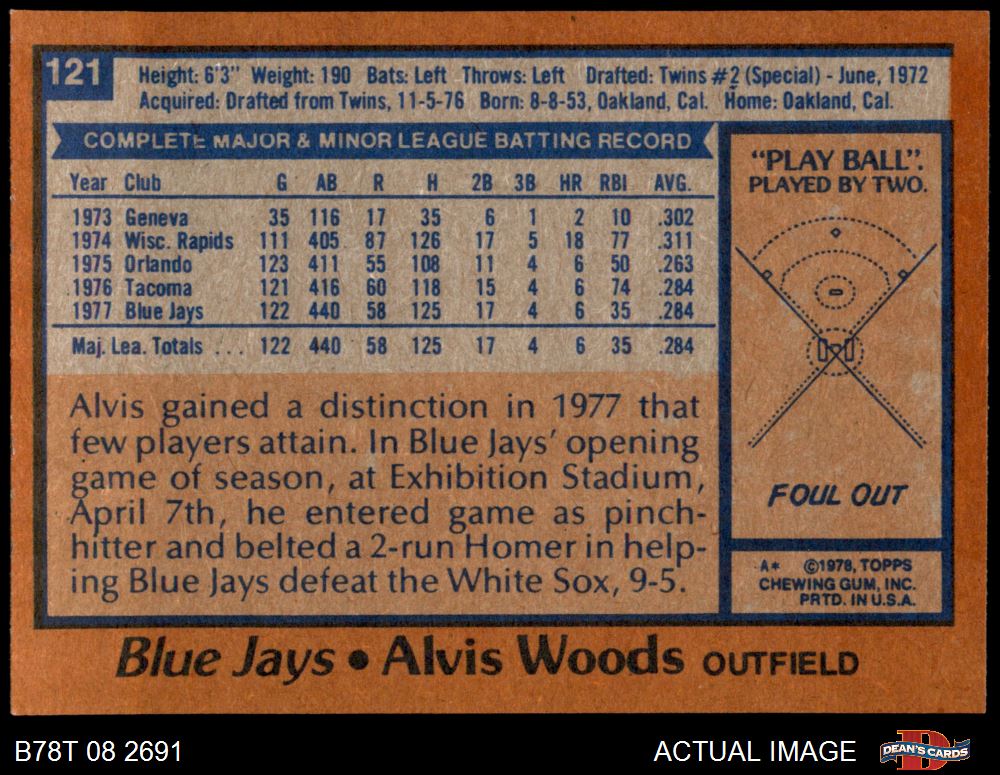 121
Height: 6'3" Weight: 190 Bats: Left Throws: Left Drafted: Twins #2 (Special) - June, 1972
Acquired: Drafted from Twins, 11-5-76 Born: 8-8-53, Oakland, Cal. Home: Oakland, Cal.
COMPLETE MAJOR & MINOR LEAGUE BATTING RECORD
Year Club G AB R H 2B 3B HR RBI AVG.
1973 Geneva 35 116 17 35 6 1 2 10 .302
1974 Wisc. Rapids 111 405 87 126 17 5 18 77 .311
1975 Orlando 123 411 55 108 11 4 6 50 .263
1976 Tacoma 121 416 60 118 15 4 6 74 .284
1977 Blue Jays 122 440 58 125 17 4 6 35 .284
Maj. Lea. Totals ... 122 440 58 125 17 4 6 35 .284
Alvis gained a distinction in 1977 that
few players attain. In Blue Jays' opening
game of season, at Exhibition Stadium,
April 7th, he entered game as pinch-
hitter and belted a 2-run Homer in help-
ing Blue Jays defeat the White Sox, 9-5.
"PLAY BALL".
PLAYED BY TWO.
FOUL OUT
A* ©1978, TOPPS
CHEWING GUM, INC.
PRTD. IN U.S.A.
Blue Jays • Alvis Woods OUTFIELD
B78T 08 2691
ACTUAL IMAGE
D
DEAN'S CARDS